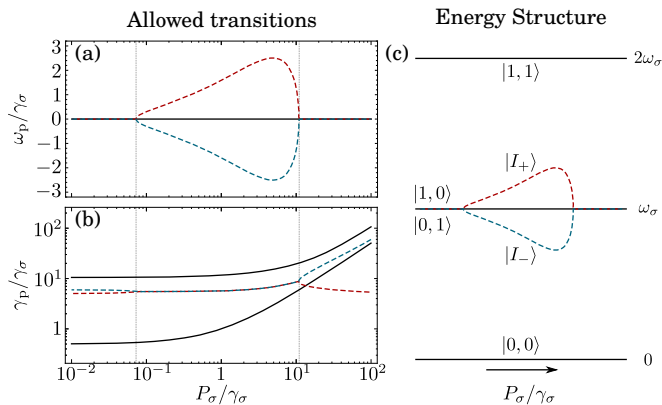 Allowed transitions
Energy Structure
(a)
ω_p/γ_σ
3
2
1
0
−1
−2
−3
(b)
γ_p/γ_σ
10^2
10^1
1
10^−2
10^−1
1
10^1
10^2
P_σ/γ_σ
(c)
2ω_σ
|1, 1⟩
|I_+⟩
|1, 0⟩
ω_σ
|0, 1⟩
|I_−⟩
|0, 0⟩
0
P_σ/γ_σ